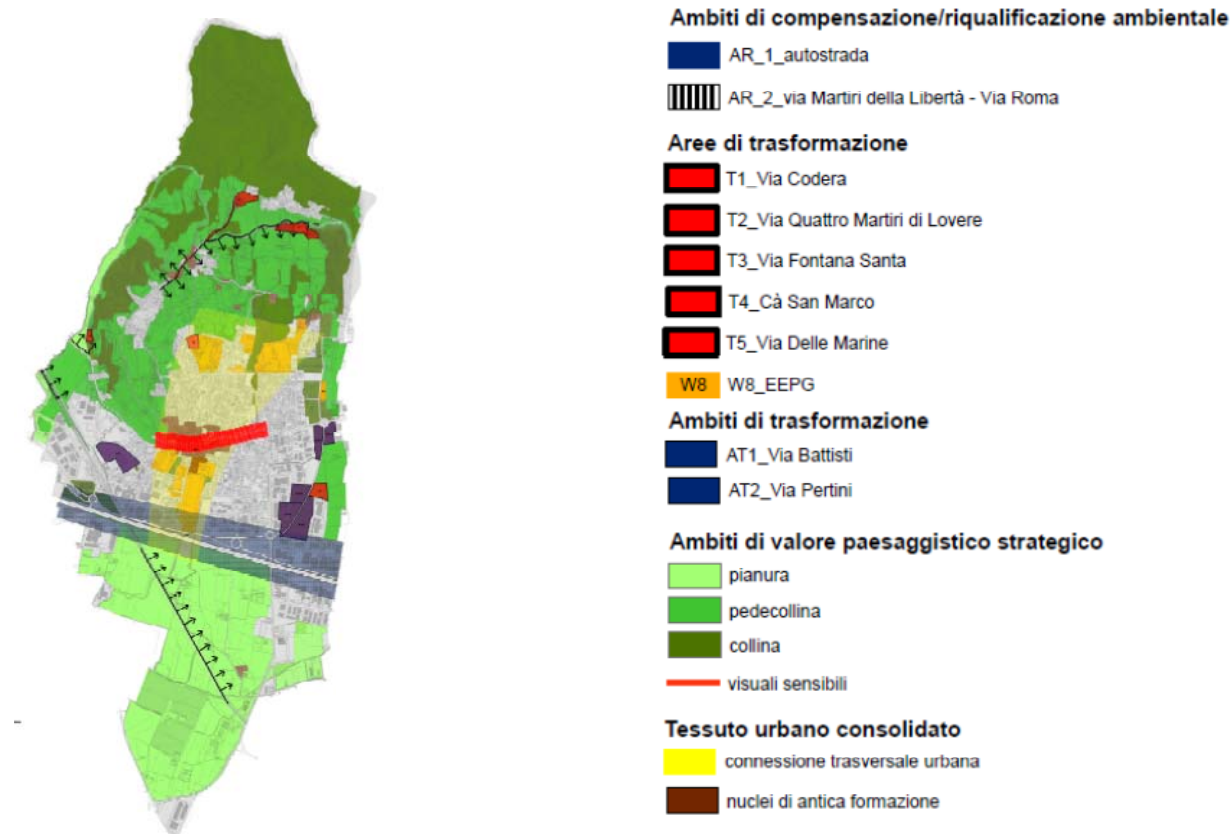 Ambiti di compensazione/riqualificazione ambientale
AR_1_autostrada
AR_2_via Martiri della Libertà - Via Roma
Aree di trasformazione
T1_Via Codera
T2_Via Quattro Martiri di Lovere
T3_Via Fontana Santa
T4_Cà San Marco
T5_Via Delle Marine
W8 W8_EEPG
Ambiti di trasformazione
AT1_Via Battisti
AT2_Via Pertini
Ambiti di valore paesaggistico strategico
pianura
pedecollina
collina
visuali sensibili
Tessuto urbano consolidato
connessione trasversale urbana
nuclei di antica formazione